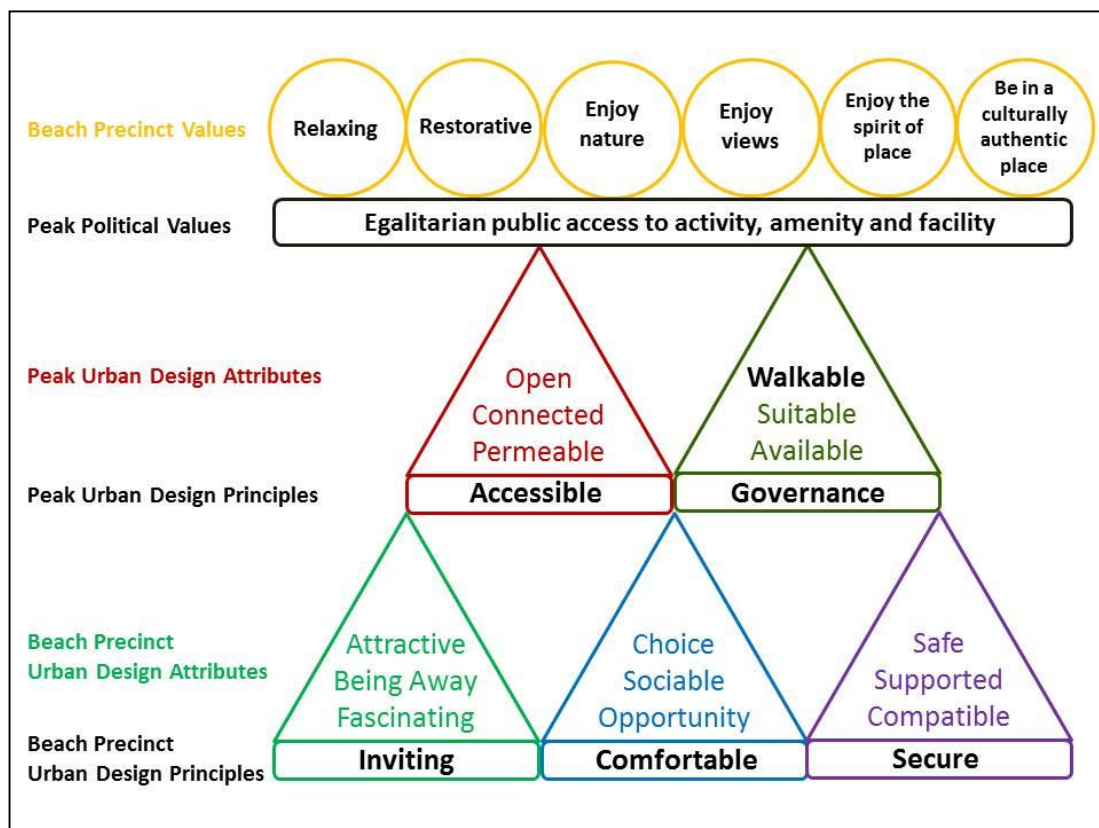 Beach Precinct Values
Relaxing
Restorative
Enjoy
nature
Enjoy
views
Enjoy the
spirit of
place
Be in a
culturally
authentic
place
Peak Political Values
Egalitarian public access to activity, amenity and facility
Peak Urban Design Attributes
Open
Connected
Permeable
Walkable
Suitable
Available
Peak Urban Design Principles
Accessible
Governance
Beach Precinct
Urban Design Attributes
Attractive
Being Away
Fascinating
Choice
Sociable
Opportunity
Safe
Supported
Compatible
Beach Precinct
Urban Design Principles
Inviting
Comfortable
Secure